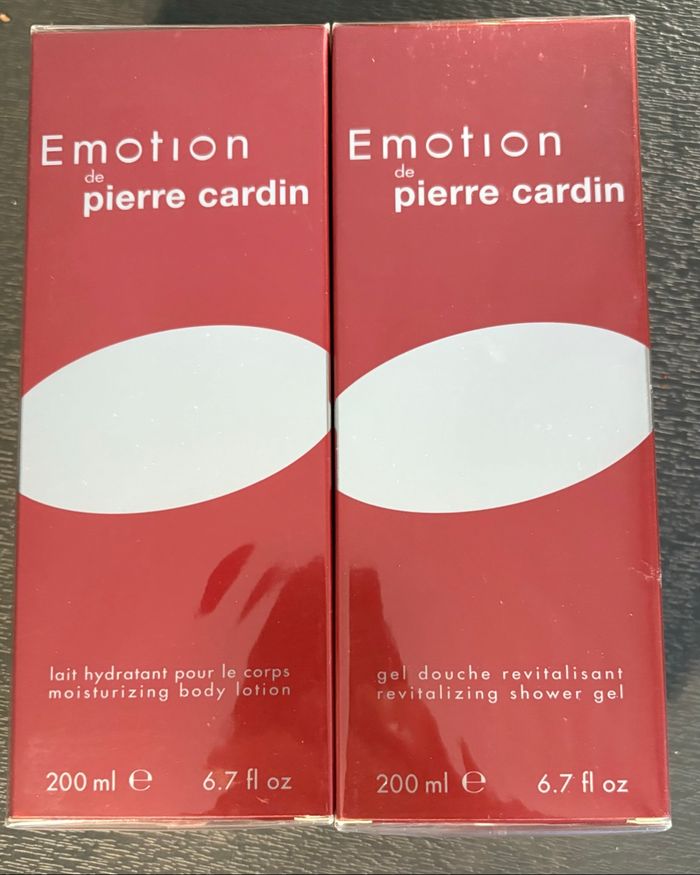 Emotion
de
pierre cardin
lait hydratant pour le corps
moisturizing body lotion
200 ml ℮ 6.7 fl oz
Emotion
de
pierre cardin
gel douche revitalisant
revitalizing shower gel
200 ml ℮ 6.7 fl oz